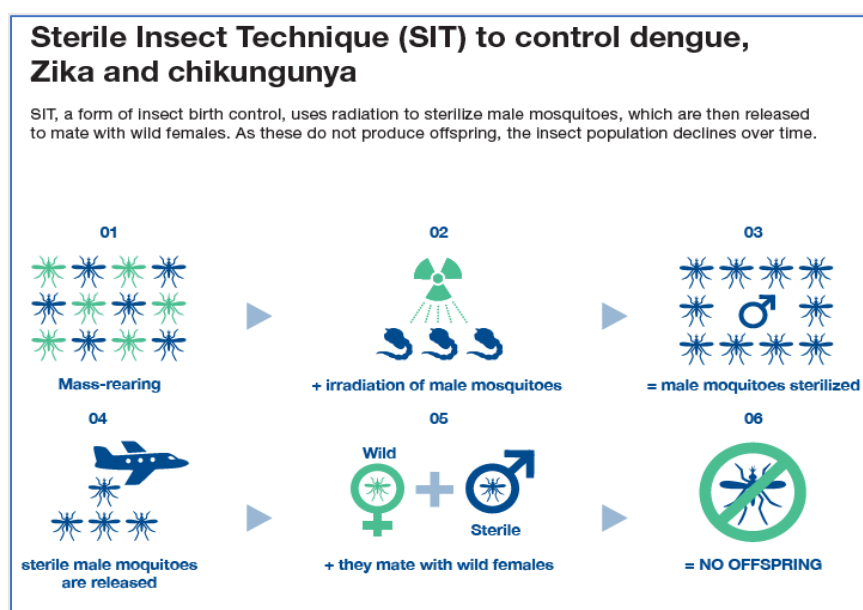 Sterile Insect Technique (SIT) to control dengue,
Zika and chikungunya
SIT, a form of insect birth control, uses radiation to sterilize male mosquitoes, which are then released
to mate with wild females. As these do not produce offspring, the insect population declines over time.
01
02
03
Mass-rearing
+ irradiation of male mosquitoes
= male moquitoes sterilized
04
05
06
Wild
Sterile
sterile male moquitoes
are released
+ they mate with wild females
= NO OFFSPRING